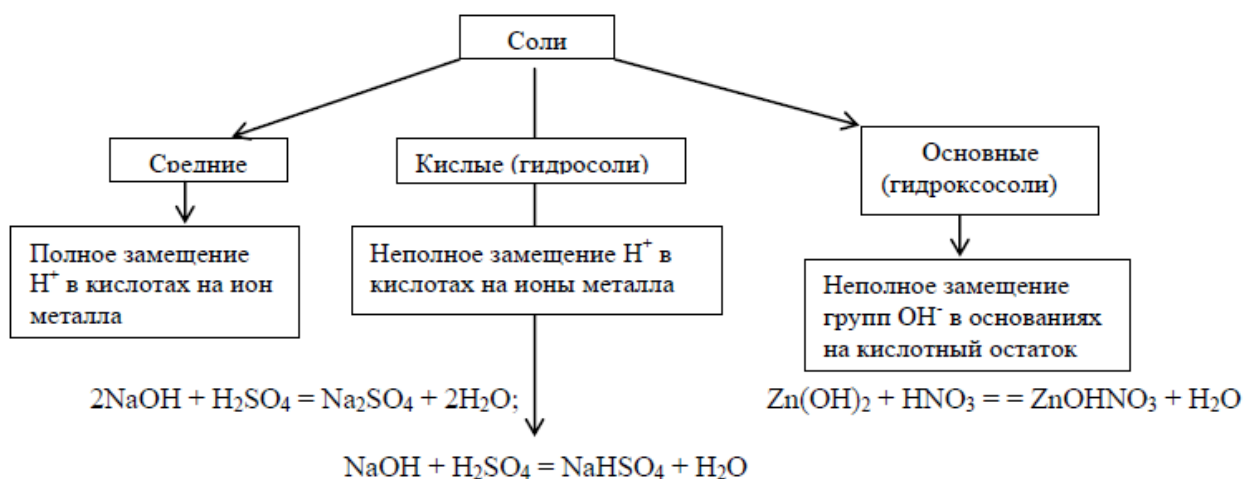 Соли
Средние
Кислые (гидросоли)
Основные
(гидроксосоли)
Полное замещение
H⁺ в кислотах на ион
металла
Неполное замещение H⁺ в
кислотах на ионы металла
Неполное замещение
групп OH⁻ в основаниях
на кислотный остаток
2NaOH + H₂SO₄ = Na₂SO₄ + 2H₂O;
Zn(OH)₂ + HNO₃ = = ZnOHNO₃ + H₂O
NaOH + H₂SO₄ = NaHSO₄ + H₂O